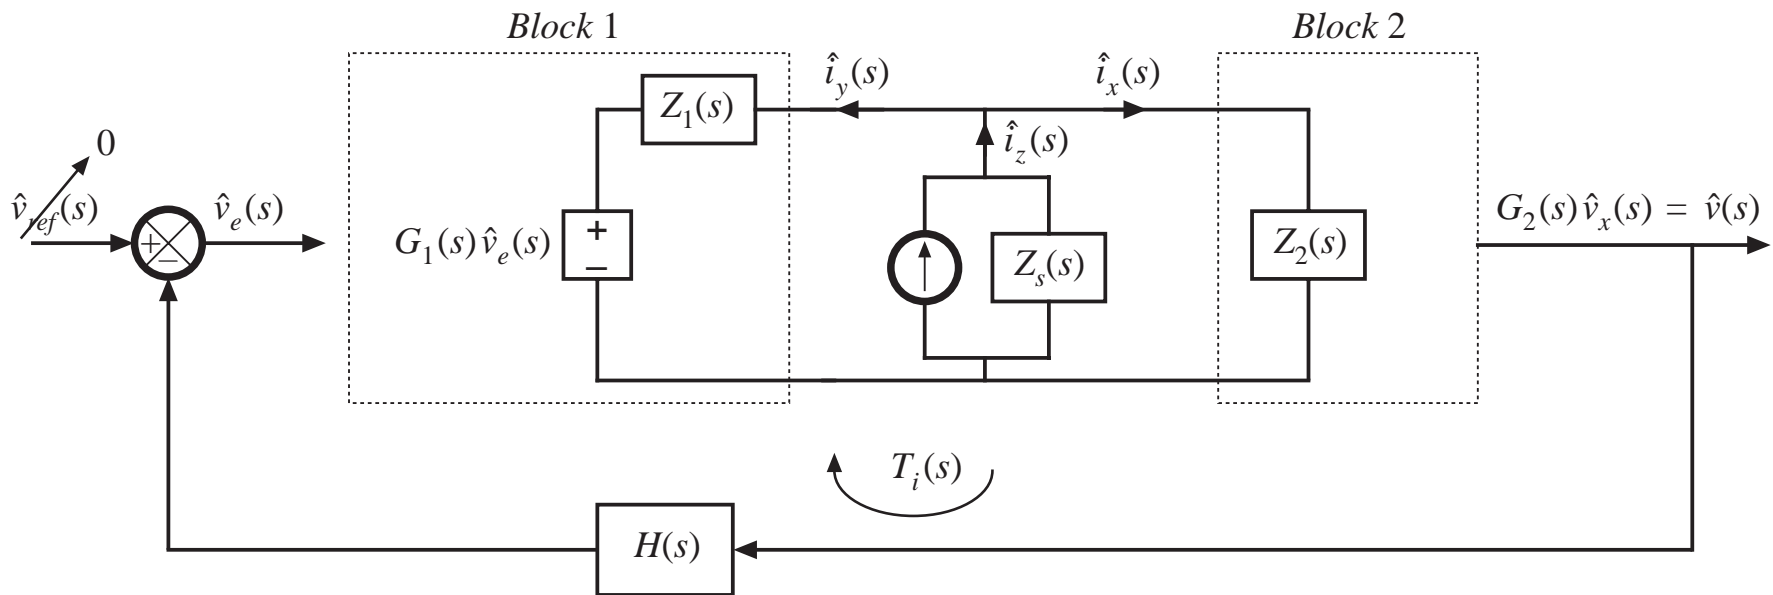 Block 1
Block 2
î_y(s)
î_x(s)
Z_1(s)
0
î_z(s)
v̂_ref(s)
v̂_e(s)
+
−
G_1(s) v̂_e(s)
+
−
Z_s(s)
Z_2(s)
G_2(s) v̂_x(s) = v̂(s)
T_i(s)
H(s)